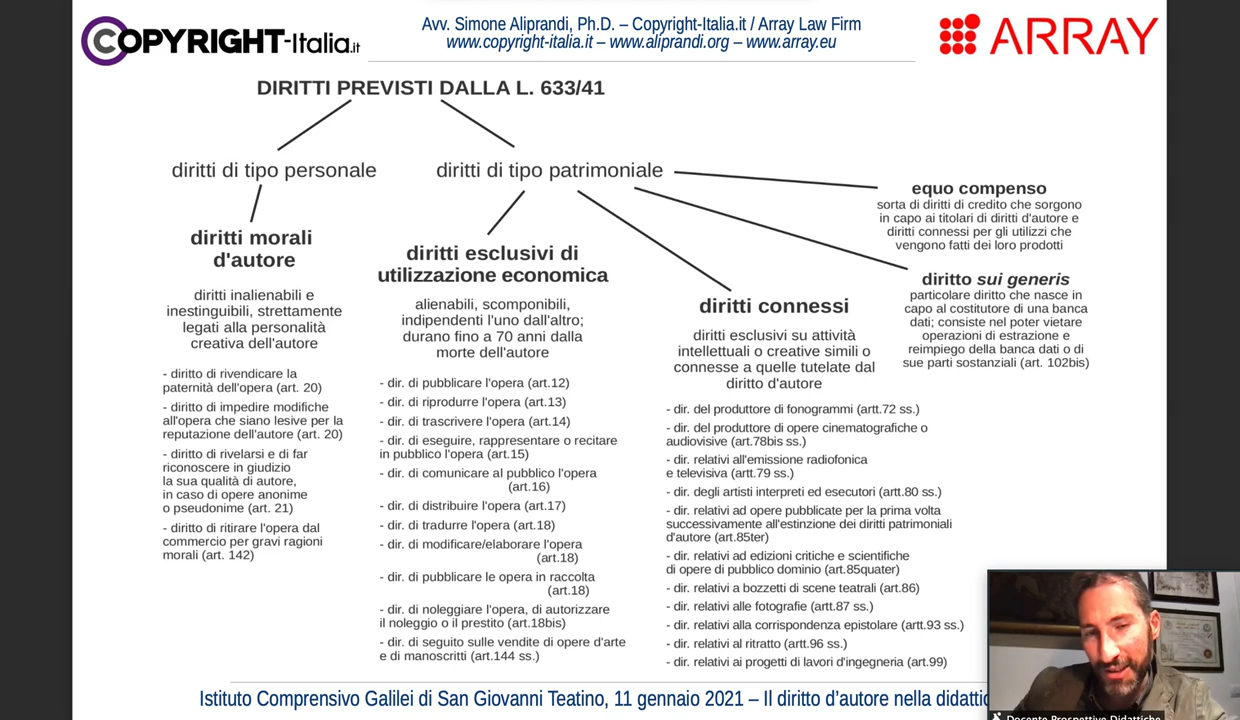 COPYRIGHT-Italia.it
Avv. Simone Aliprandi, Ph.D. – Copyright-Italia.it / Array Law Firm
www.copyright-italia.it – www.aliprandi.org – www.array.eu
ARRAY
DIRITTI PREVISTI DALLA L. 633/41
diritti di tipo personale
diritti di tipo patrimoniale
diritti morali
d'autore
diritti inalienabili e
inestinguibili, strettamente
legati alla personalità
creativa dell'autore
- diritto di rivendicare la
paternità dell'opera (art. 20)
- diritto di impedire modifiche
all'opera che siano lesive per la
reputazione dell'autore (art. 20)
- diritto di rivelarsi e di far
riconoscere in giudizio
la sua qualità di autore,
in caso di opere anonime
o pseudonime (art. 21)
- diritto di ritirare l'opera dal
commercio per gravi ragioni
morali (art. 142)
diritti esclusivi di
utilizzazione economica
alienabili, scomponibili,
indipendenti l'uno dall'altro;
durano fino a 70 anni dalla
morte dell'autore
- dir. di pubblicare l'opera (art.12)
- dir. di riprodurre l'opera (art.13)
- dir. di trascrivere l'opera (art.14)
- dir. di eseguire, rappresentare o recitare
in pubblico l'opera (art.15)
- dir. di comunicare al pubblico l'opera
(art.16)
- dir. di distribuire l'opera (art.17)
- dir. di tradurre l'opera (art.18)
- dir. di modificare/elaborare l'opera
(art.18)
- dir. di pubblicare le opera in raccolta
(art.18)
- dir. di noleggiare l'opera, di autorizzare
il noleggio o il prestito (art.18bis)
- dir. di seguito sulle vendite di opere d'arte
e di manoscritti (art.144 ss.)
diritti connessi
diritti esclusivi su attività
intellettuali o creative simili o
connesse a quelle tutelate dal
diritto d'autore
- dir. del produttore di fonogrammi (artt.72 ss.)
- dir. del produttore di opere cinematografiche o
audiovisive (art.78bis ss.)
- dir. relativi all'emissione radiofonica
e televisiva (artt.79 ss.)
- dir. degli artisti interpreti ed esecutori (artt.80 ss.)
- dir. relativi ad opere pubblicate per la prima volta
successivamente all'estinzione dei diritti patrimoniali
d'autore (art.85ter)
- dir. relativi ad edizioni critiche e scientifiche
di opere di pubblico dominio (art.85quater)
- dir. relativi a bozzetti di scene teatrali (art.86)
- dir. relativi alle fotografie (artt.87 ss.)
- dir. relativi alla corrispondenza epistolare (artt.93 ss.)
- dir. relativi al ritratto (artt.96 ss.)
- dir. relativi ai progetti di lavori d'ingegneria (art.99)
equo compenso
sorta di diritti di credito che sorgono
in capo ai titolari di diritti d'autore e
diritti connessi per gli utilizzi che
vengono fatti dei loro prodotti
diritto sui generis
particolare diritto che nasce in
capo al costitutore di una banca
dati; consiste nel poter vietare
operazioni di estrazione e
reimpiego della banca dati o di
sue parti sostanziali (art. 102bis)
Istituto Comprensivo Galilei di San Giovanni Teatino, 11 gennaio 2021 – Il diritto d'autore nella didattic
Docente Prospettive Didattiche